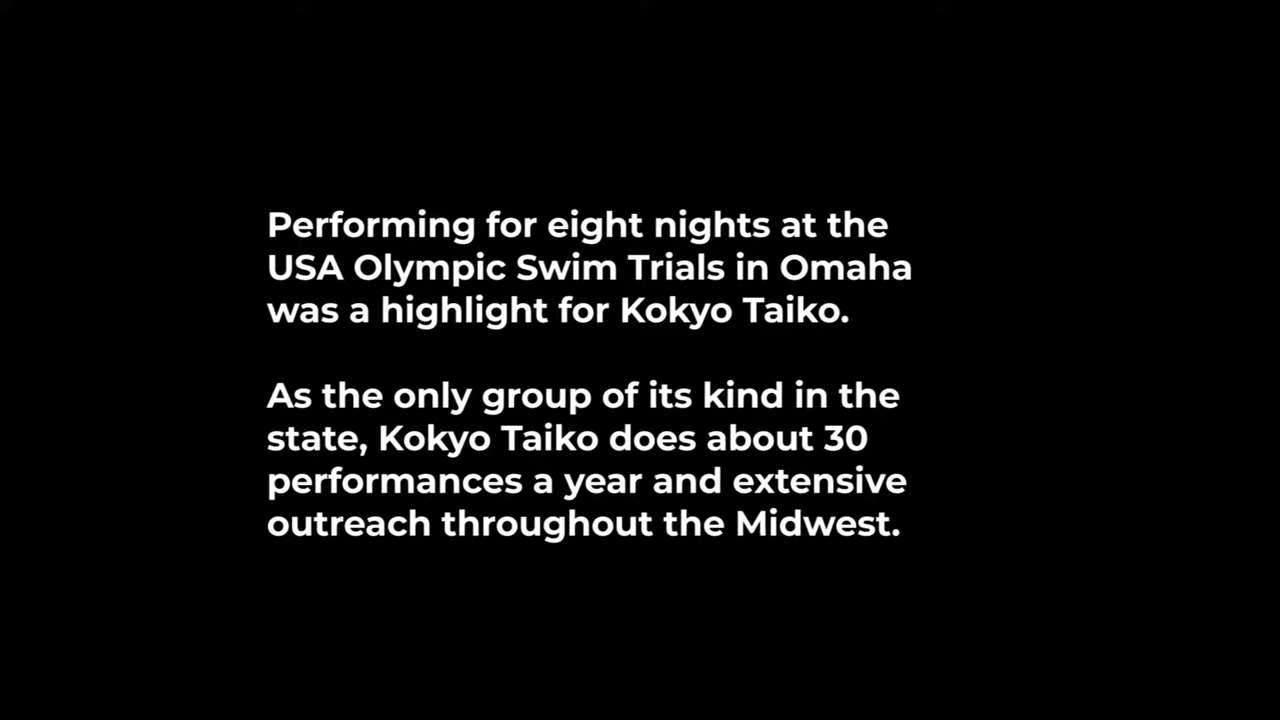 Performing for eight nights at the
USA Olympic Swim Trials in Omaha
was a highlight for Kokyo Taiko.
As the only group of its kind in the
state, Kokyo Taiko does about 30
performances a year and extensive
outreach throughout the Midwest.